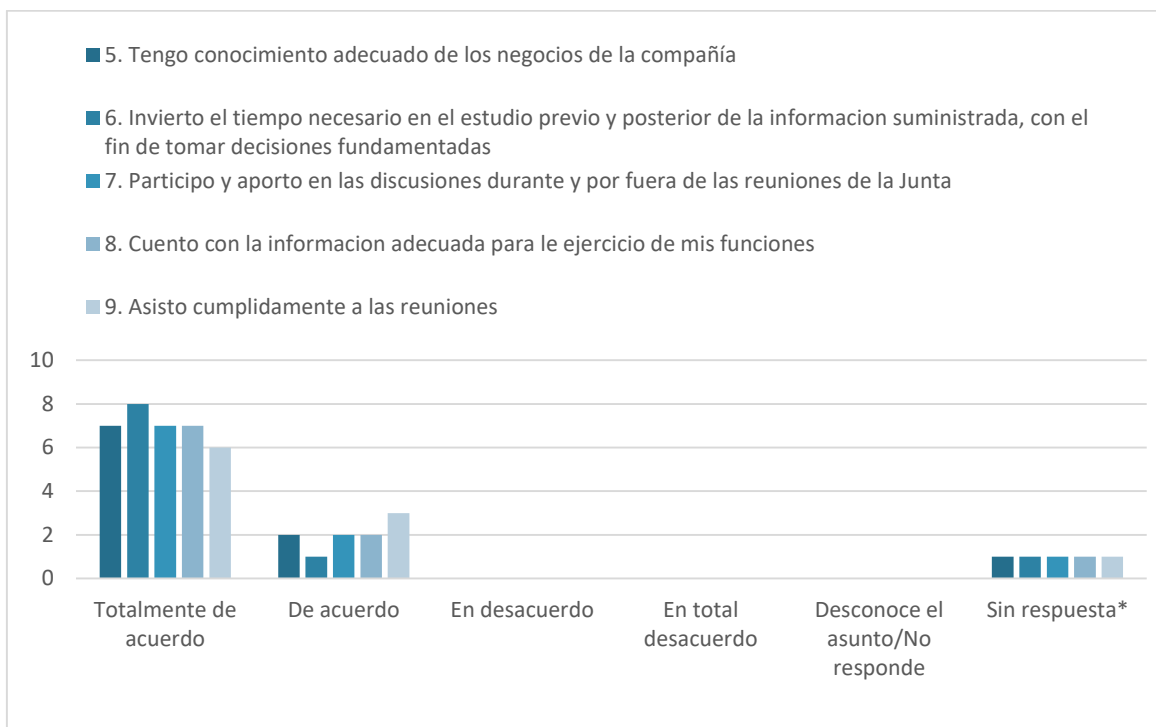 5. Tengo conocimiento adecuado de los negocios de la compañía
6. Invierto el tiempo necesario en el estudio previo y posterior de la informacion suministrada, con el
fin de tomar decisiones fundamentadas
7. Participo y aporto en las discusiones durante y por fuera de las reuniones de la Junta
8. Cuento con la informacion adecuada para le ejercicio de mis funciones
9. Asisto cumplidamente a las reuniones
10
8
6
4
2
0
Totalmente de
acuerdo
De acuerdo
En desacuerdo
En total
desacuerdo
Desconoce el
asunto/No
responde
Sin respuesta*